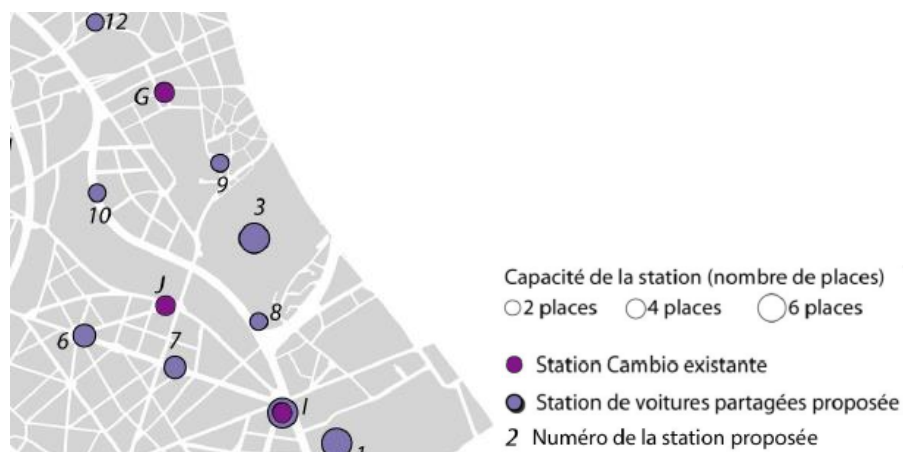 12
G
9
10
3
J
8
6
7
I
1
Capacité de la station (nombre de places)
2 places 4 places 6 places
Station Cambio existante
Station de voitures partagées proposée
2 Numéro de la station proposée